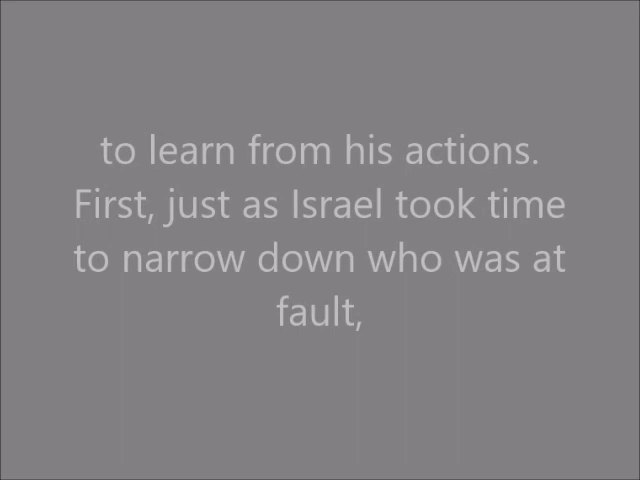 to learn from his actions.
First, just as Israel took time
to narrow down who was at
fault,